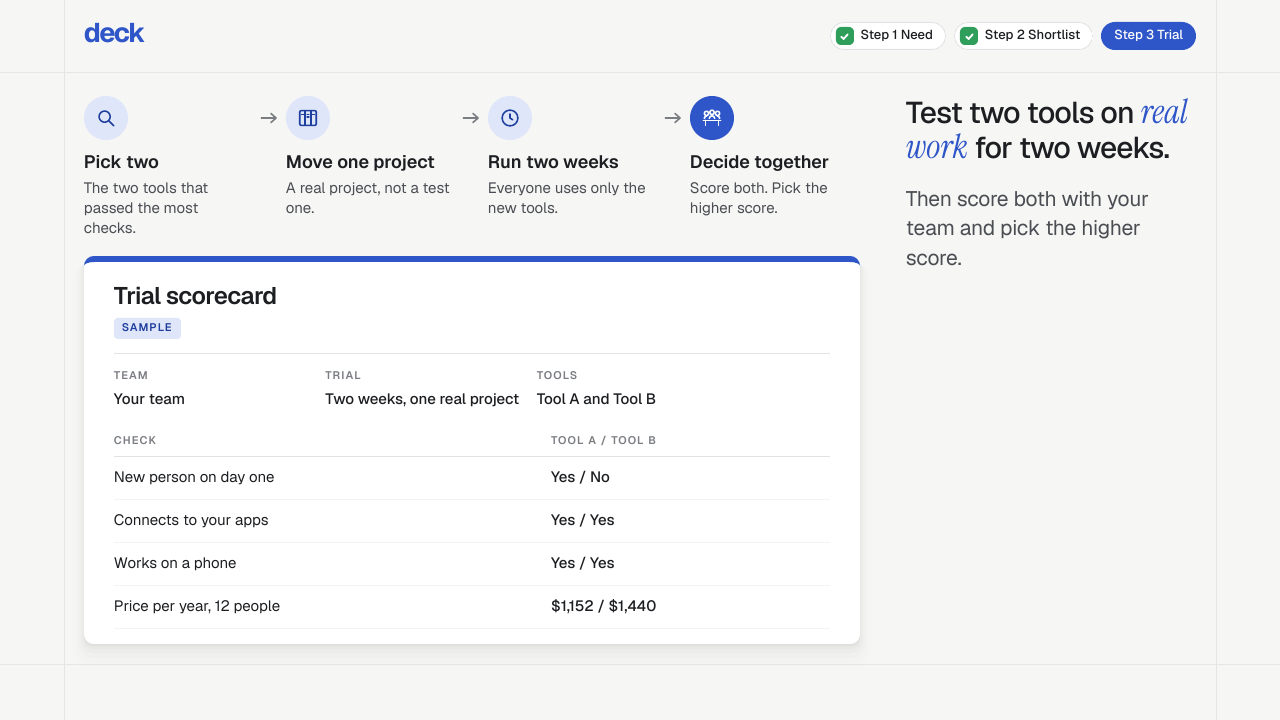 deck
Step 1 Need
Step 2 Shortlist
Step 3 Trial
Pick two
The two tools that
passed the most
checks.
Move one project
A real project, not a test
one.
Run two weeks
Everyone uses only the
new tools.
Decide together
Score both. Pick the
higher score.
Test two tools on real
work for two weeks.
Then score both with your
team and pick the higher
score.
Trial scorecard
SAMPLE
TEAM
Your team
TRIAL
Two weeks, one real project
TOOLS
Tool A and Tool B
CHECK TOOL A / TOOL B
New person on day one Yes / No
Connects to your apps Yes / Yes
Works on a phone Yes / Yes
Price per year, 12 people $1,152 / $1,440